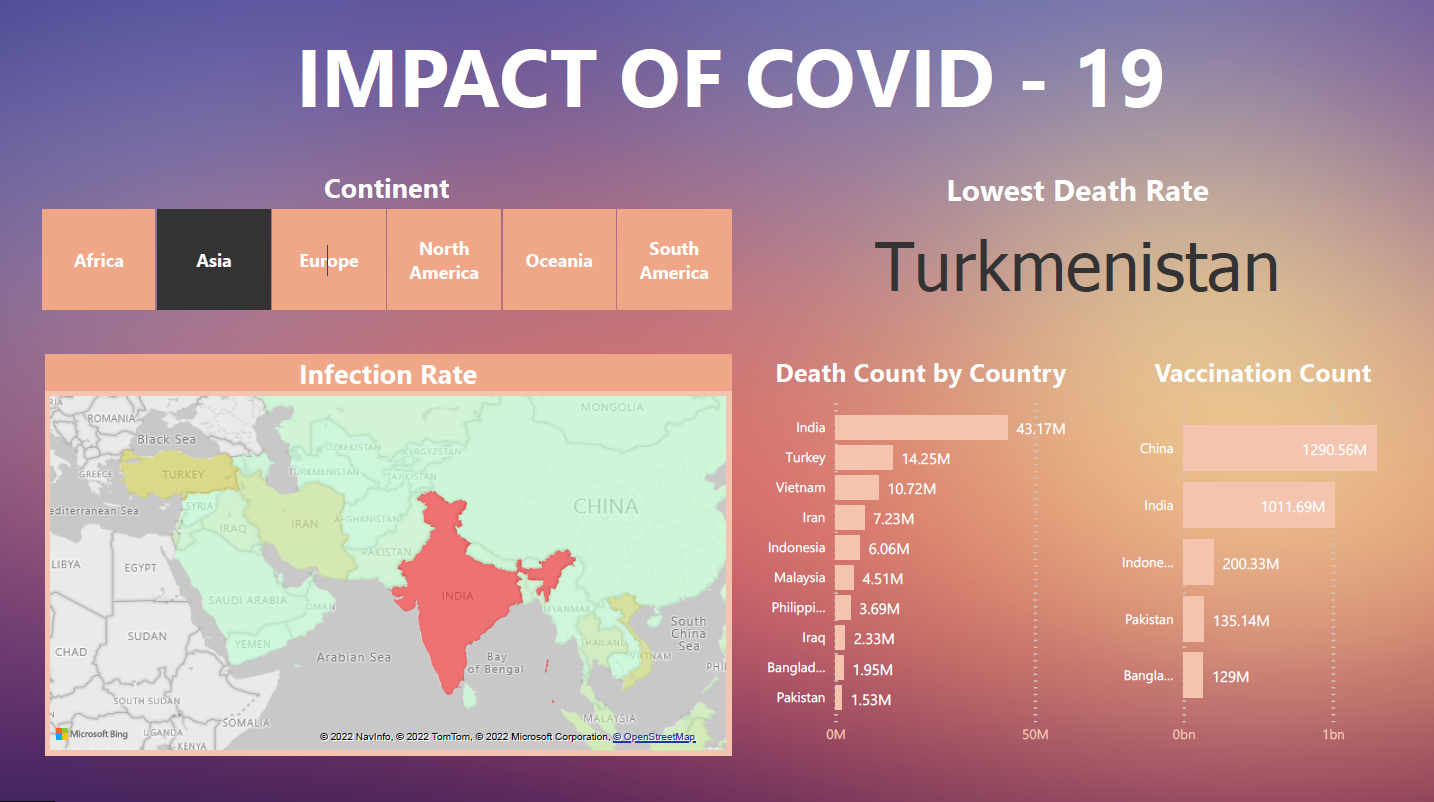 IMPACT OF COVID - 19
Continent
Africa
Asia
Europe
North
America
Oceania
South
America
Lowest Death Rate
Turkmenistan
Infection Rate
MONGOLIA
ROMANIA
Black Sea
UZBEKISTAN
KYRGYZSTAN
GREECE
TURKEY
TURKMENISTAN
TAJIKISTAN
CHINA
SYRIA
editerranean Sea
IRAQ
IRAN
AFGHANISTAN
PAKISTAN
LIBYA
EGYPT
SAUDI ARABIA
OMAN
INDIA
MYANMAR
SUDAN
CHAD
YEMEN
Arabian Sea
Bay
of Bengal
THAILAND
VIETNAM
South
China
Sea
PHI
SOUTH SUDAN
SOMALIA
UGANDA
KENYA
MALAYSIA
Microsoft Bing
© 2022 NavInfo, © 2022 TomTom, © 2022 Microsoft Corporation, © OpenStreetMap
Death Count by Country
India 43.17M
Turkey 14.25M
Vietnam 10.72M
Iran 7.23M
Indonesia 6.06M
Malaysia 4.51M
Philippi... 3.69M
Iraq 2.33M
Banglad... 1.95M
Pakistan 1.53M
0M 50M
Vaccination Count
China 1290.56M
India 1011.69M
Indone... 200.33M
Pakistan 135.14M
Bangla... 129M
0bn 1bn